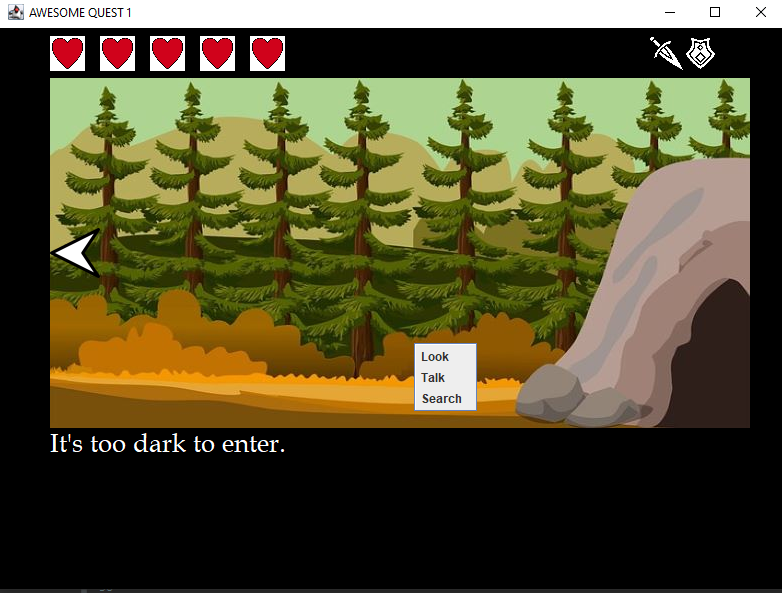 AWESOME QUEST 1
Look
Talk
Search
It's too dark to enter.